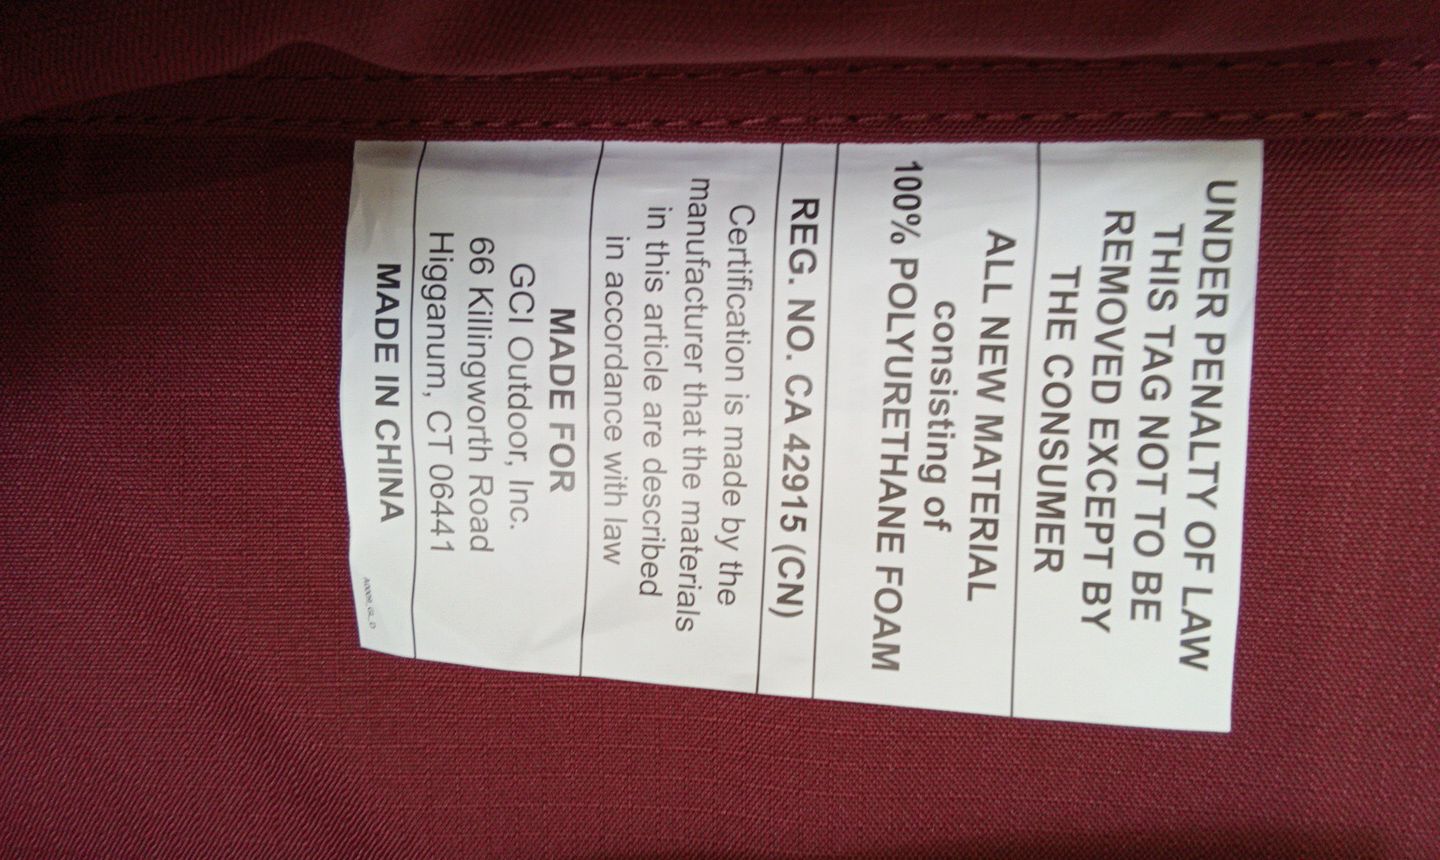 UNDER PENALTY OF LAW
THIS TAG NOT TO BE
REMOVED EXCEPT BY
THE CONSUMER
ALL NEW MATERIAL
consisting of
100% POLYURETHANE FOAM
REG. NO. CA 42915 (CN)
Certification is made by the
manufacturer that the materials
in this article are described
in accordance with law
MADE FOR
GCI Outdoor, Inc.
66 Killingworth Road
Higganum, CT 06441
MADE IN CHINA